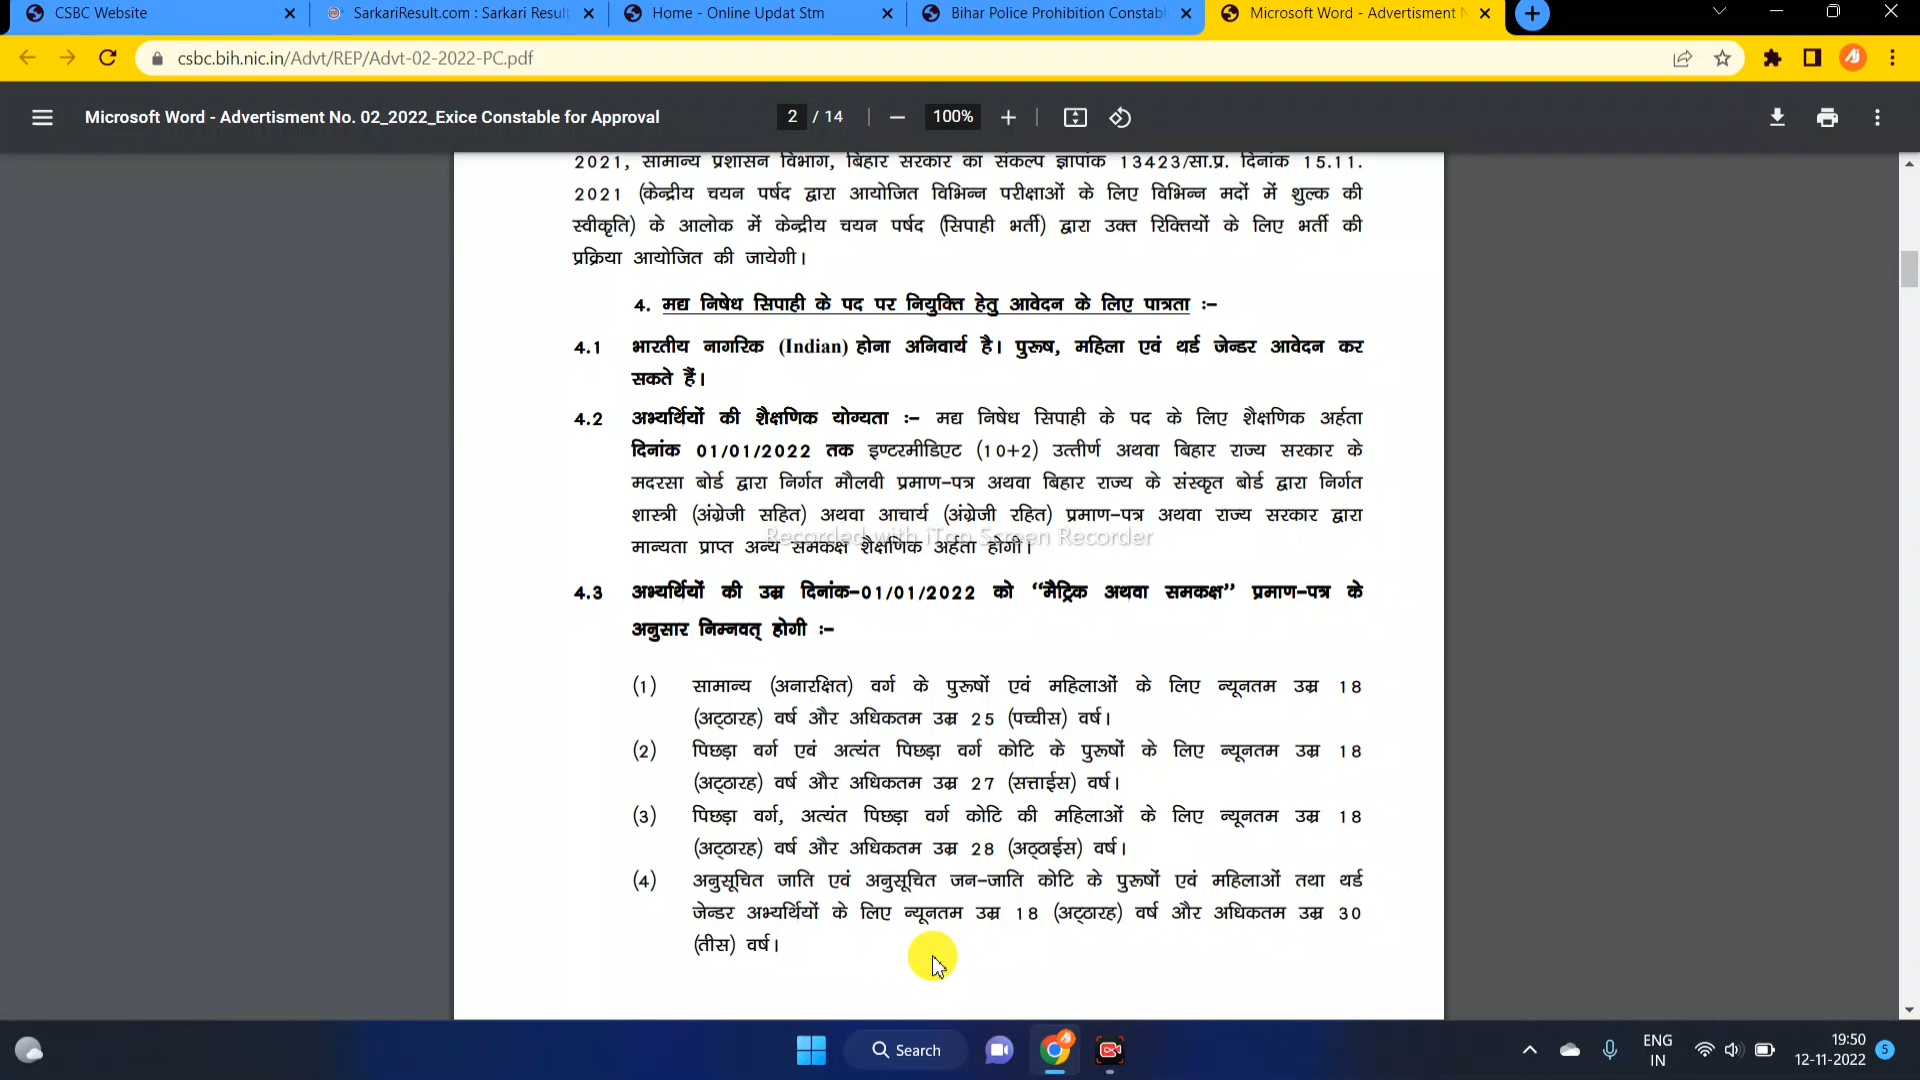 CSBC Website
SarkariResult.com : Sarkari Result
Home - Online Updat Stm
Bihar Police Prohibition Constabl
Microsoft Word - Advertisment N
csbc.bih.nic.in/Advt/REP/Advt-02-2022-PC.pdf
Microsoft Word - Advertisment No. 02_2022_Exice Constable for Approval
2 / 14
100%
2021, सामान्य प्रशासन विभाग, बिहार सरकार का संकल्प ज्ञापांक 13423/सा.प्र. दिनांक 15.11.
2021 (केन्द्रीय चयन पर्षद द्वारा आयोजित विभिन्न परीक्षाओं के लिए विभिन्न मदों में शुल्क की
स्वीकृति) के आलोक में केन्द्रीय चयन पर्षद (सिपाही भर्ती) द्वारा उक्त रिक्तियों के लिए भर्ती की
प्रक्रिया आयोजित की जायेगी।
4. मद्य निषेध सिपाही के पद पर नियुक्ति हेतु आवेदन के लिए पात्रता :–
4.1 भारतीय नागरिक (Indian) होना अनिवार्य है। पुरूष, महिला एवं थर्ड जेन्डर आवेदन कर
सकते हैं।
4.2 अभ्यर्थियों की शैक्षणिक योग्यता :– मद्य निषेध सिपाही के पद के लिए शैक्षणिक अर्हता
दिनांक 01/01/2022 तक इण्टरमीडिएट (10+2) उत्तीर्ण अथवा बिहार राज्य सरकार के
मदरसा बोर्ड द्वारा निर्गत मौलवी प्रमाण–पत्र अथवा बिहार राज्य के संस्कृत बोर्ड द्वारा निर्गत
शास्त्री (अंग्रेजी सहित) अथवा आचार्य (अंग्रेजी रहित) प्रमाण–पत्र अथवा राज्य सरकार द्वारा
Recorded with iTop Screen Recorder
मान्यता प्राप्त अन्य समकक्ष शैक्षणिक अर्हता होगी।
4.3 अभ्यर्थियों की उम्र दिनांक–01/01/2022 को “मैट्रिक अथवा समकक्ष” प्रमाण–पत्र के
अनुसार निम्नवत् होगी :–
(1) सामान्य (अनारक्षित) वर्ग के पुरूषों एवं महिलाओं के लिए न्यूनतम उम्र 18
(अट्ठारह) वर्ष और अधिकतम उम्र 25 (पच्चीस) वर्ष।
(2) पिछड़ा वर्ग एवं अत्यंत पिछड़ा वर्ग कोटि के पुरूषों के लिए न्यूनतम उम्र 18
(अट्ठारह) वर्ष और अधिकतम उम्र 27 (सत्ताईस) वर्ष।
(3) पिछड़ा वर्ग, अत्यंत पिछड़ा वर्ग कोटि की महिलाओं के लिए न्यूनतम उम्र 18
(अट्ठारह) वर्ष और अधिकतम उम्र 28 (अठ्ठाईस) वर्ष।
(4) अनुसूचित जाति एवं अनुसूचित जन–जाति कोटि के पुरूषों एवं महिलाओं तथा थर्ड
जेन्डर अभ्यर्थियों के लिए न्यूनतम उम्र 18 (अट्ठारह) वर्ष और अधिकतम उम्र 30
(तीस) वर्ष।
Search
ENG
IN
19:50
12-11-2022
5